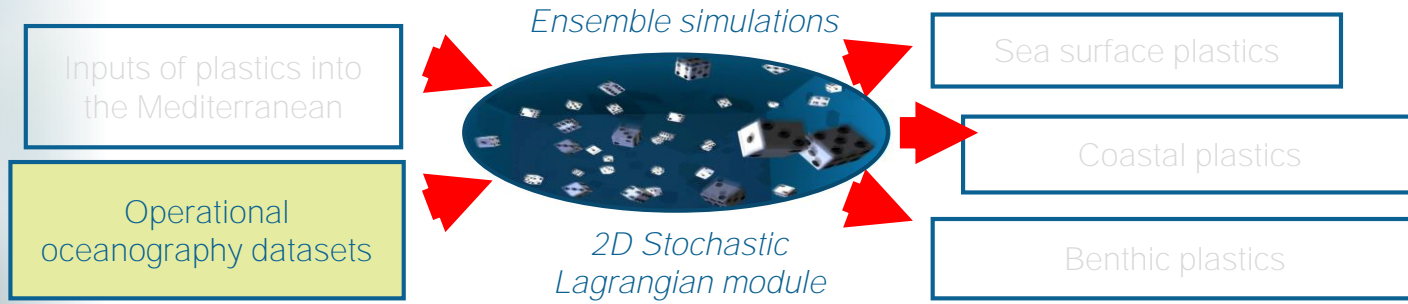 Ensemble simulations
Inputs of plastics into
the Mediterranean
Operational
oceanography datasets
2D Stochastic
Lagrangian module
Sea surface plastics
Coastal plastics
Benthic plastics